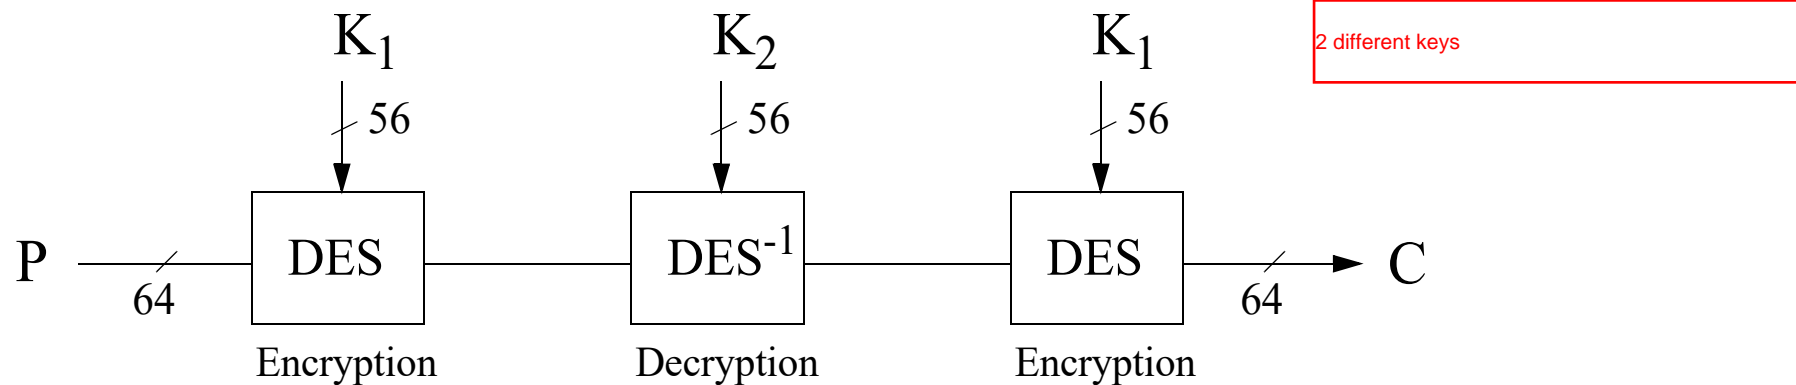 K₁ K₂ K₁
2 different keys
56 56 56
P DES DES⁻¹ DES C
64 64
Encryption Decryption Encryption